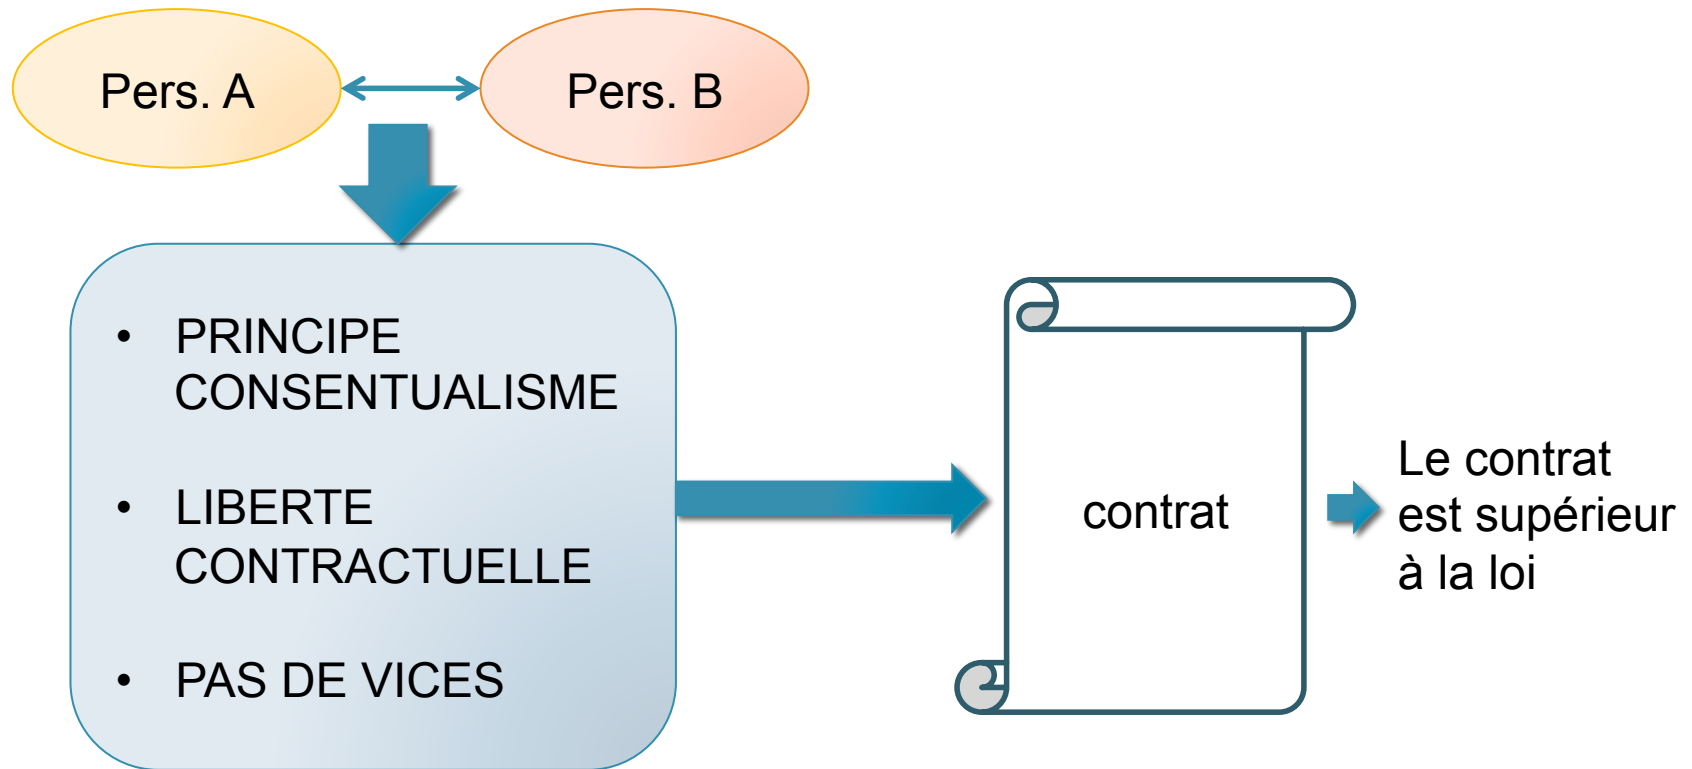 Pers. A
Pers. B
• PRINCIPE
CONSENTUALISME
• LIBERTE
CONTRACTUELLE
• PAS DE VICES
contrat
Le contrat
est supérieur
à la loi